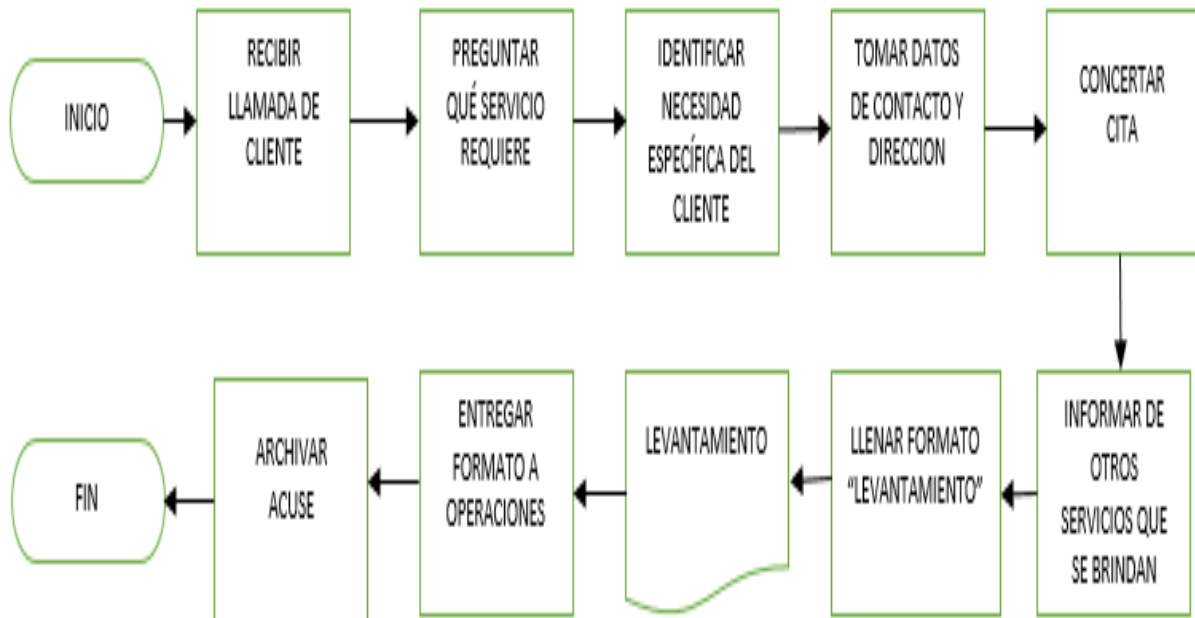 INICIO
RECIBIR
LLAMADA DE
CLIENTE
PREGUNTAR
QUÉ SERVICIO
REQUIERE
IDENTIFICAR
NECESIDAD
ESPECÍFICA DEL
CLIENTE
TOMAR DATOS
DE CONTACTO Y
DIRECCION
CONCERTAR
CITA
INFORMAR DE
OTROS
SERVICIOS QUE
SE BRINDAN
LLENAR FORMATO
“LEVANTAMIENTO”
LEVANTAMIENTO
ENTREGAR
FORMATO A
OPERACIONES
ARCHIVAR
ACUSE
FIN